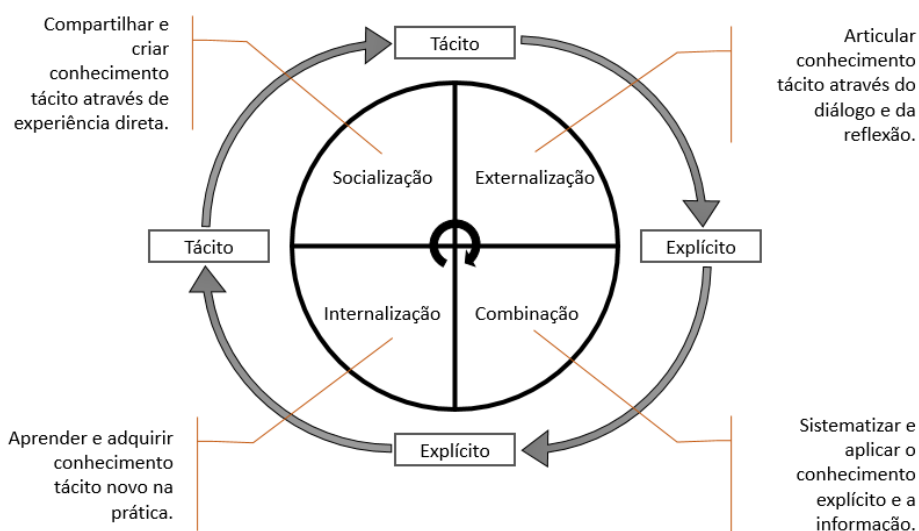 Compartilhar e
criar
conhecimento
tácito através de
experiência direta.
Tácito
Articular
conhecimento
tácito através do
diálogo e da
reflexão.
Socialização
Externalização
Tácito
Explícito
Internalização
Combinação
Aprender e adquirir
conhecimento
tácito novo na
prática.
Explícito
Sistematizar e
aplicar o
conhecimento
explícito e a
informação.